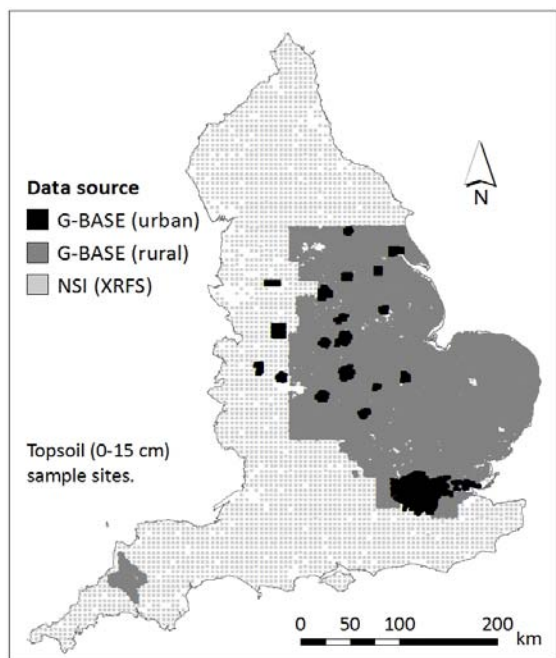 N
Data source
G-BASE (urban)
G-BASE (rural)
NSI (XRFS)
Topsoil (0-15 cm)
sample sites.
0 25 50 100 200
km